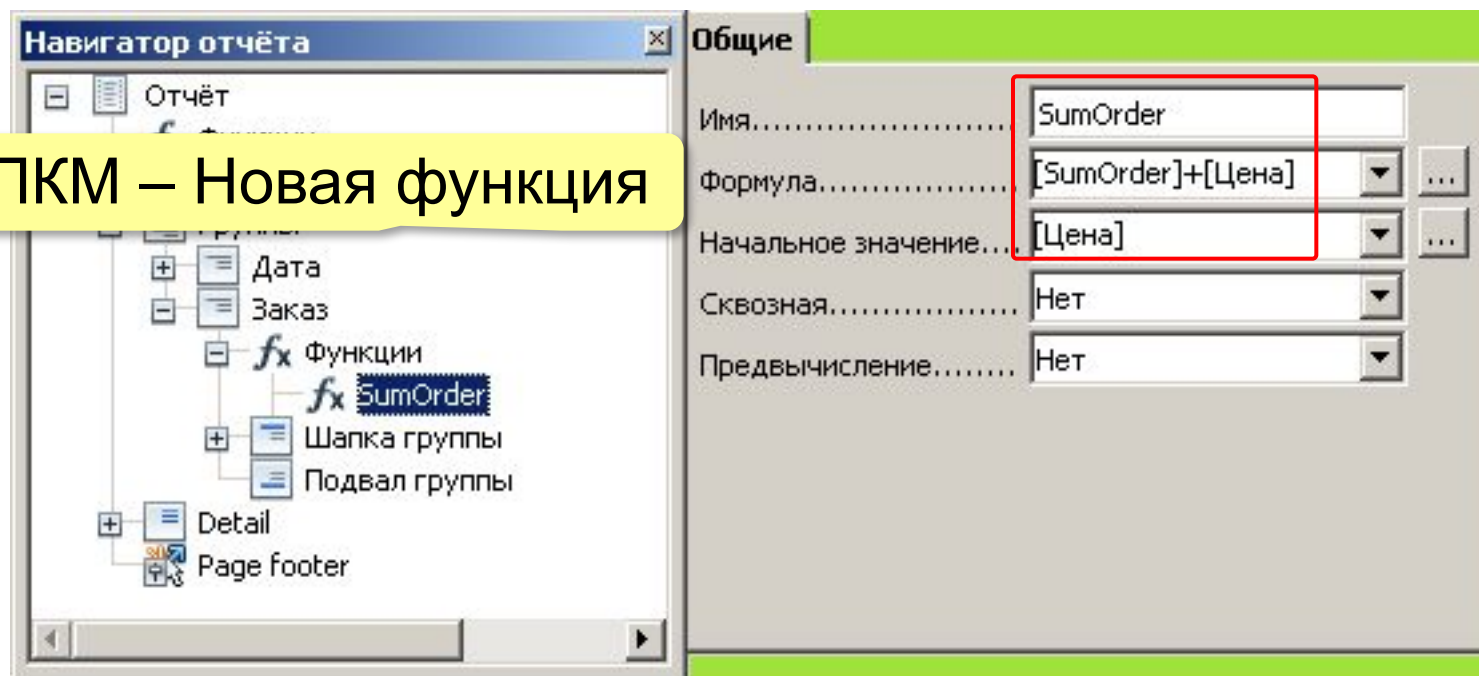 Навигатор отчёта
Отчёт
ПКМ – Новая функция
Дата
Заказ
Функции
SumOrder
Шапка группы
Подвал группы
Detail
Page footer
Общие
Имя........................ SumOrder
Формула.................. [SumOrder]+[Цена] ...
Начальное значение.... [Цена] ...
Сквозная.................. Нет
Предвычисление........ Нет